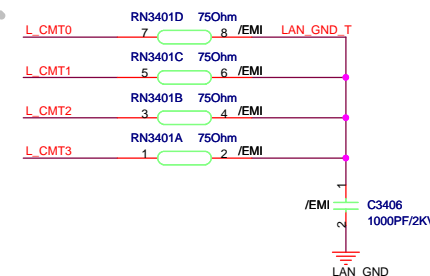 RN3401D 75Ohm
L_CMT0 7 8 /EMI LAN_GND_T
RN3401C 75Ohm
L_CMT1 5 6 /EMI
RN3401B 75Ohm
L_CMT2 3 4 /EMI
RN3401A 75Ohm
L_CMT3 1 2 /EMI
1
/EMI C3406
1000PF/2KV
2
LAN_GND